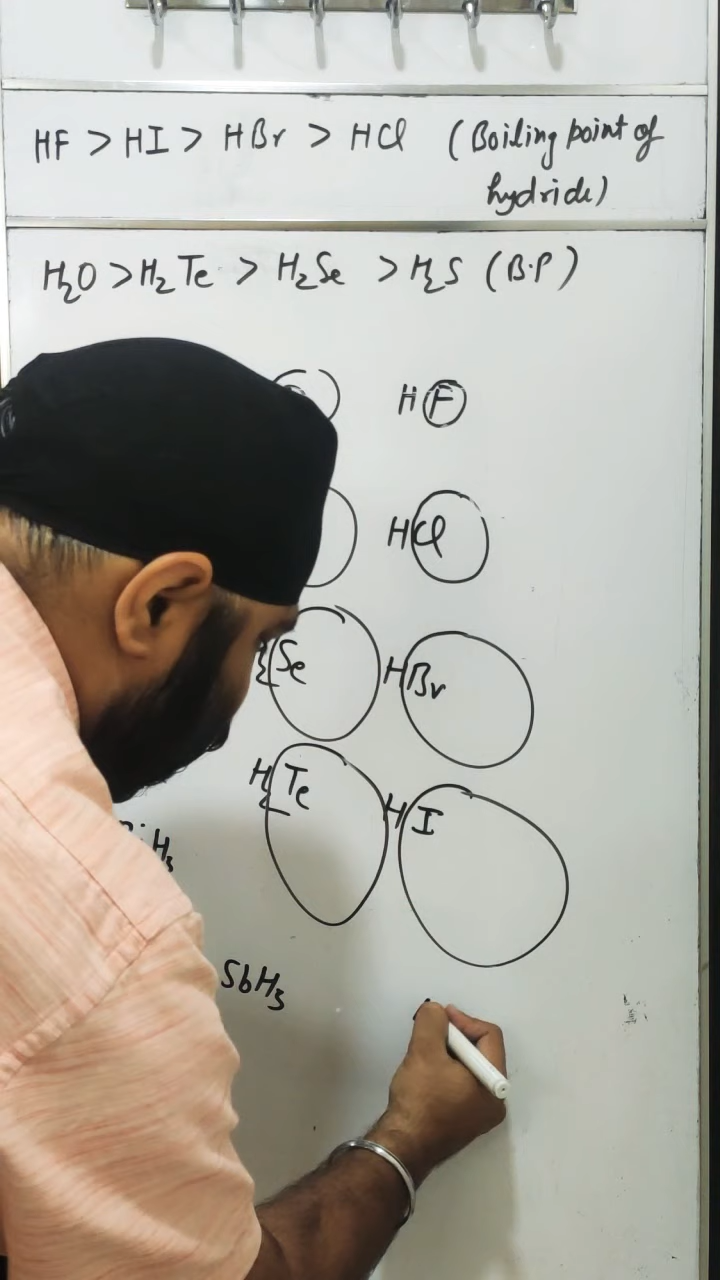 HF > HI > HBr > HCl (Boiling point of
hydride)
H₂O > H₂Te > H₂Se > H₂S (B.P)
HF
HCl
Se HBr
H₂Te HI
H₃
SbH₃